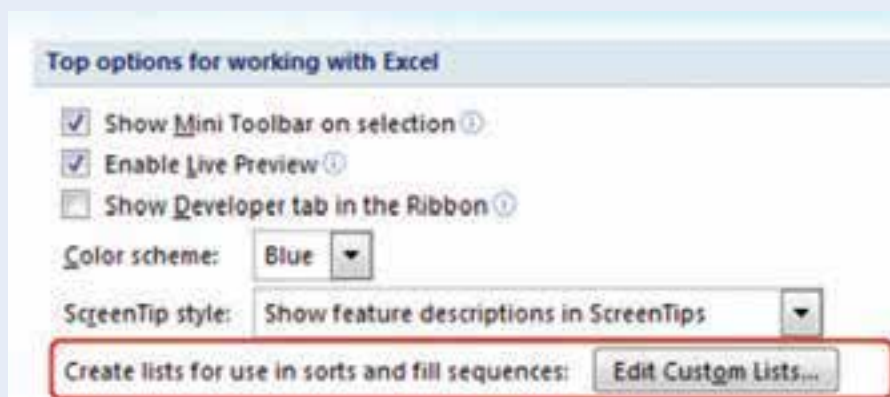 Top options for working with Excel
Show Mini Toolbar on selection
Enable Live Preview
Show Developer tab in the Ribbon
Color scheme: Blue
ScreenTip style: Show feature descriptions in ScreenTips
Create lists for use in sorts and fill sequences: Edit Custom Lists...